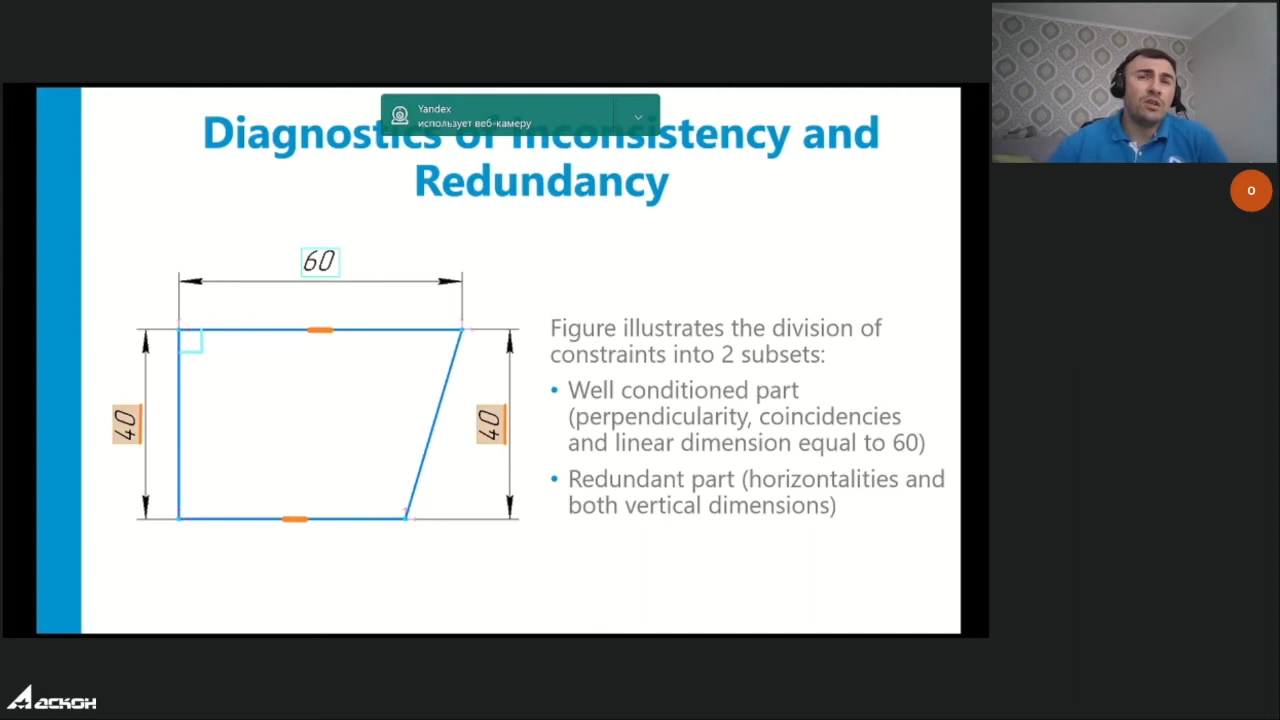 Yandex
использует веб-камеру
Diagnostics of Inconsistency and
Redundancy
60
40
40
Figure illustrates the division of
constraints into 2 subsets:
• Well conditioned part
(perpendicularity, coincidencies
and linear dimension equal to 60)
• Redundant part (horizontalities and
both vertical dimensions)
O
АСКОН